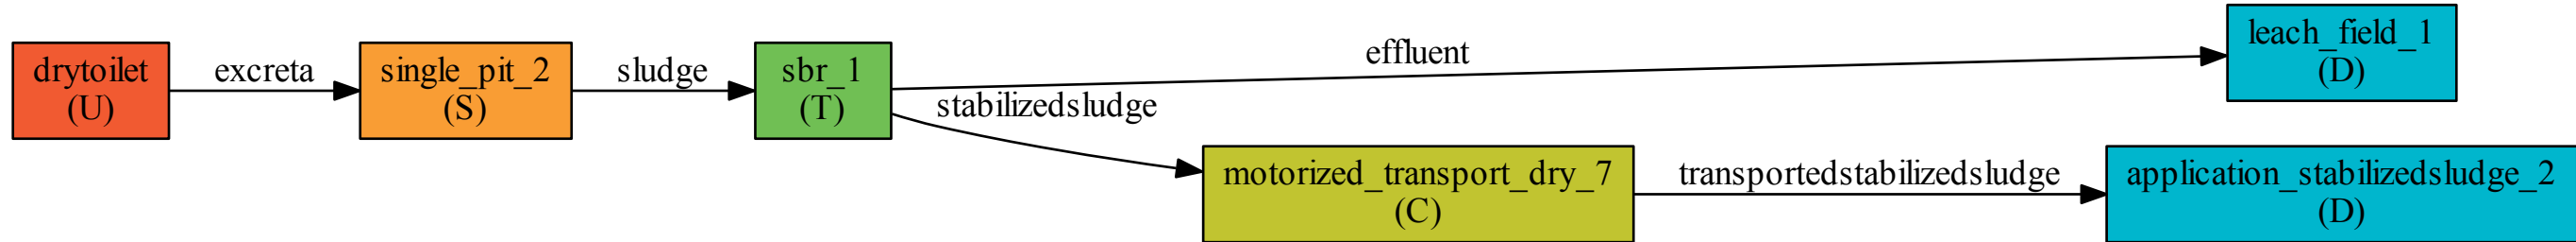 drytoilet
(U)
excreta
single_pit_2
(S)
sludge
sbr_1
(T)
effluent
leach_field_1
(D)
stabilizedsludge
motorized_transport_dry_7
(C)
transportedstabilizedsludge
application_stabilizedsludge_2
(D)